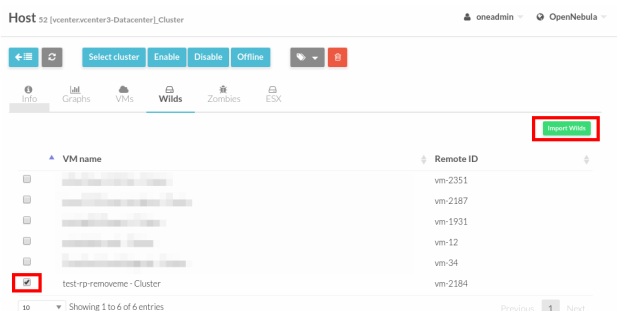 Host 52 [vcenter.vcenter3-Datacenter]_Cluster
oneadmin OpenNebula
Select cluster Enable Disable Offline
Info Graphs VMs Wilds Zombies ESX
Import Wilds
VM name Remote ID
vm-2351
vm-2187
vm-1931
vm-12
vm-34
test-rp-removeme - Cluster vm-2184
10 Showing 1 to 6 of 6 entries Previous 1 Next